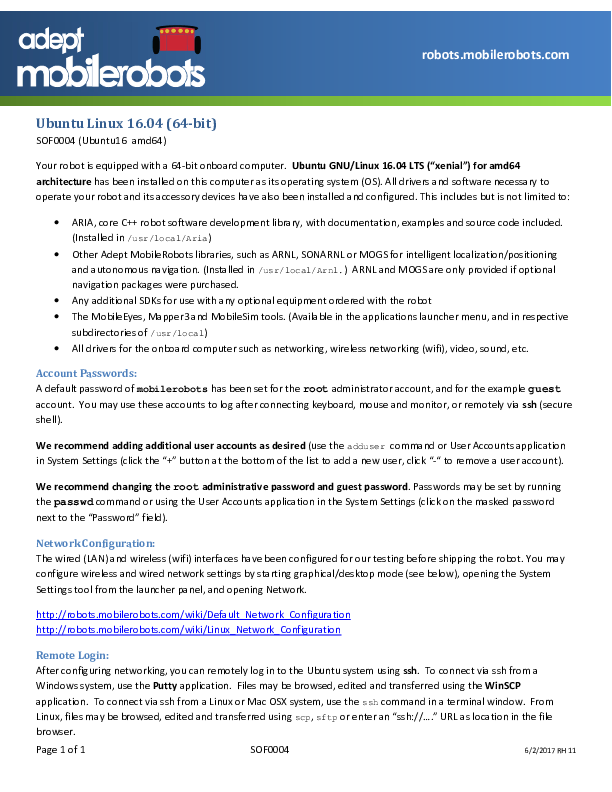 adept
mobilerobots
robots.mobilerobots.com
Ubuntu Linux 16.04 (64-bit)
SOF0004 (Ubuntu16 amd64)
Your robot is equipped with a 64-bit onboard computer. Ubuntu GNU/Linux 16.04 LTS (“xenial”) for amd64
architecture has been installed on this computer as its operating system (OS). All drivers and software necessary to
operate your robot and its accessory devices have also been installed and configured. This includes but is not limited to:
• ARIA, core C++ robot software development library, with documentation, examples and source code included.
(Installed in /usr/local/Aria)
• Other Adept MobileRobots libraries, such as ARNL, SONARNL or MOGS for intelligent localization/positioning
and autonomous navigation. (Installed in /usr/local/Arnl.) ARNL and MOGS are only provided if optional
navigation packages were purchased.
• Any additional SDKs for use with any optional equipment ordered with the robot
• The MobileEyes, Mapper3 and MobileSim tools. (Available in the applications launcher menu, and in respective
subdirectories of /usr/local)
• All drivers for the onboard computer such as networking, wireless networking (wifi), video, sound, etc.
Account Passwords:
A default password of mobilerobots has been set for the root administrator account, and for the example guest
account. You may use these accounts to log after connecting keyboard, mouse and monitor, or remotely via ssh (secure
shell).
We recommend adding additional user accounts as desired (use the adduser command or User Accounts application
in System Settings (click the “+” button at the bottom of the list to add a new user, click “-“ to remove a user account).
We recommend changing the root administrative password and guest password. Passwords may be set by running
the passwd command or using the User Accounts application in the System Settings (click on the masked password
next to the “Password” field).
Network Configuration:
The wired (LAN) and wireless (wifi) interfaces have been configured for our testing before shipping the robot. You may
configure wireless and wired network settings by starting graphical/desktop mode (see below), opening the System
Settings tool from the launcher panel, and opening Network.
http://robots.mobilerobots.com/wiki/Default_Network_Configuration
http://robots.mobilerobots.com/wiki/Linux_Network_Configuration
Remote Login:
After configuring networking, you can remotely log in to the Ubuntu system using ssh. To connect via ssh from a
Windows system, use the Putty application. Files may be browsed, edited and transferred using the WinSCP
application. To connect via ssh from a Linux or Mac OSX system, use the ssh command in a terminal window. From
Linux, files may be browsed, edited and transferred using scp, sftp or enter an “ssh://....” URL as location in the file
browser.
Page 1 of 1 SOF0004 6/2/2017 RH 11